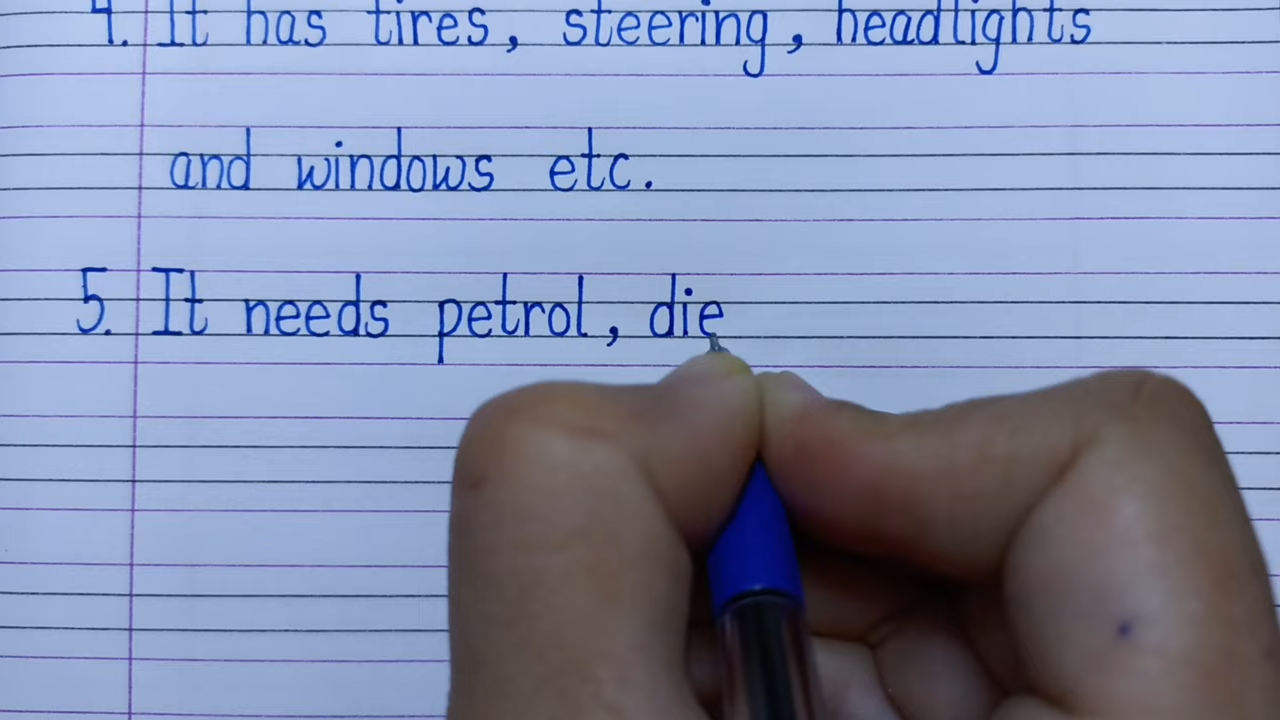 4. It has tires, steering, headlights
and windows etc.
5. It needs petrol, die